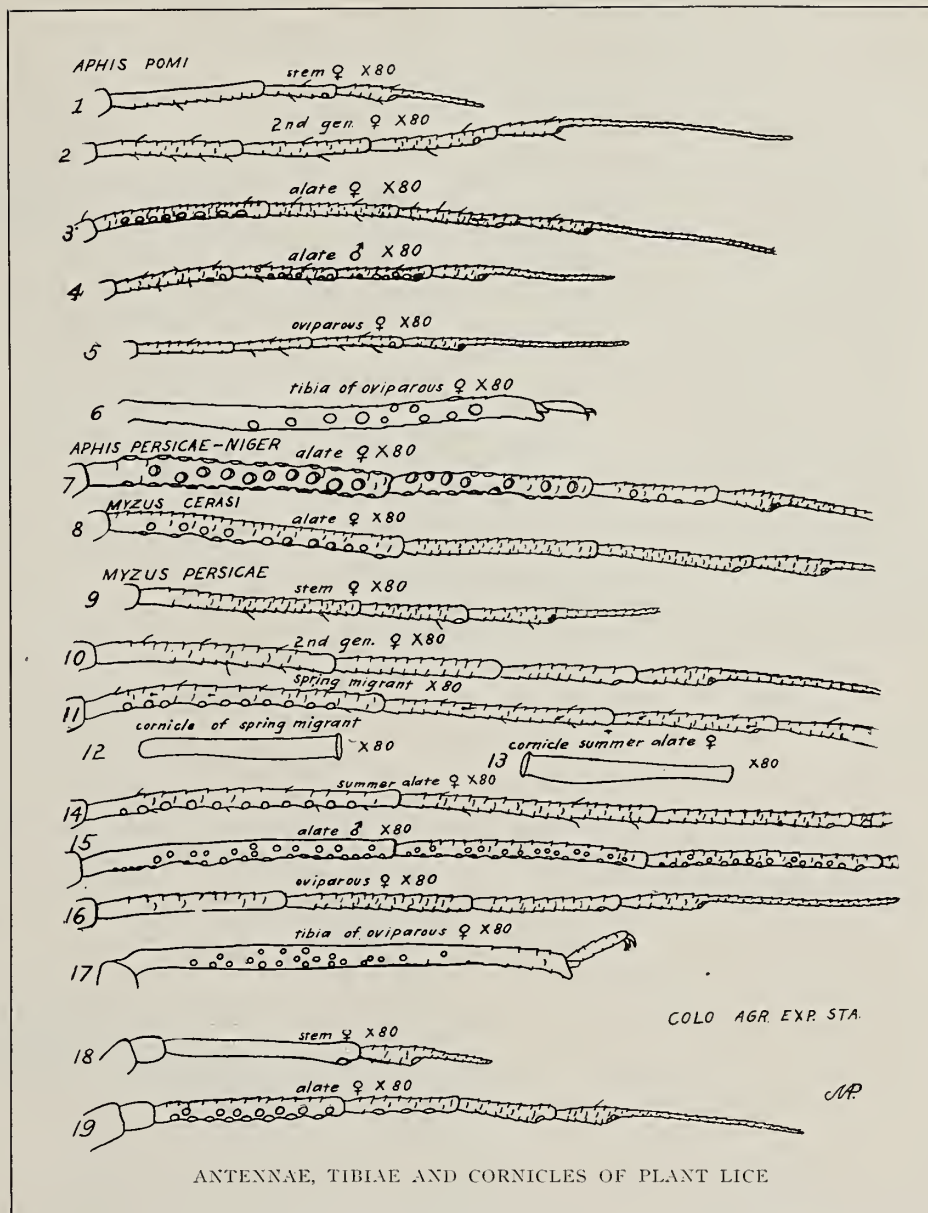 APHIS POMI
stem ♀ X80
1
2nd gen. ♀ X80
2
alate ♀ X80
3
alate ♂ X80
4
oviparous ♀ X80
5
tibia of oviparous ♀ X80
6
APHIS PERSICAE-NIGER alate ♀ X80
7
MYZUS CERASI alate ♀ X80
8
MYZUS PERSICAE
stem ♀ X80
9
2nd gen. ♀ X80
10
spring migrant X80
11
cornicle of spring migrant
12 X80
cornicle summer alate ♀
13 X80
summer alate ♀ X80
14
alate ♂ X80
15
oviparous ♀ X80
16
tibia of oviparous ♀ X80
17
COLO AGR. EXP. STA.
stem ♀ X80
18
alate ♀ X80
19
ANTENNAE, TIBIAE AND CORNICLES OF PLANT LICE